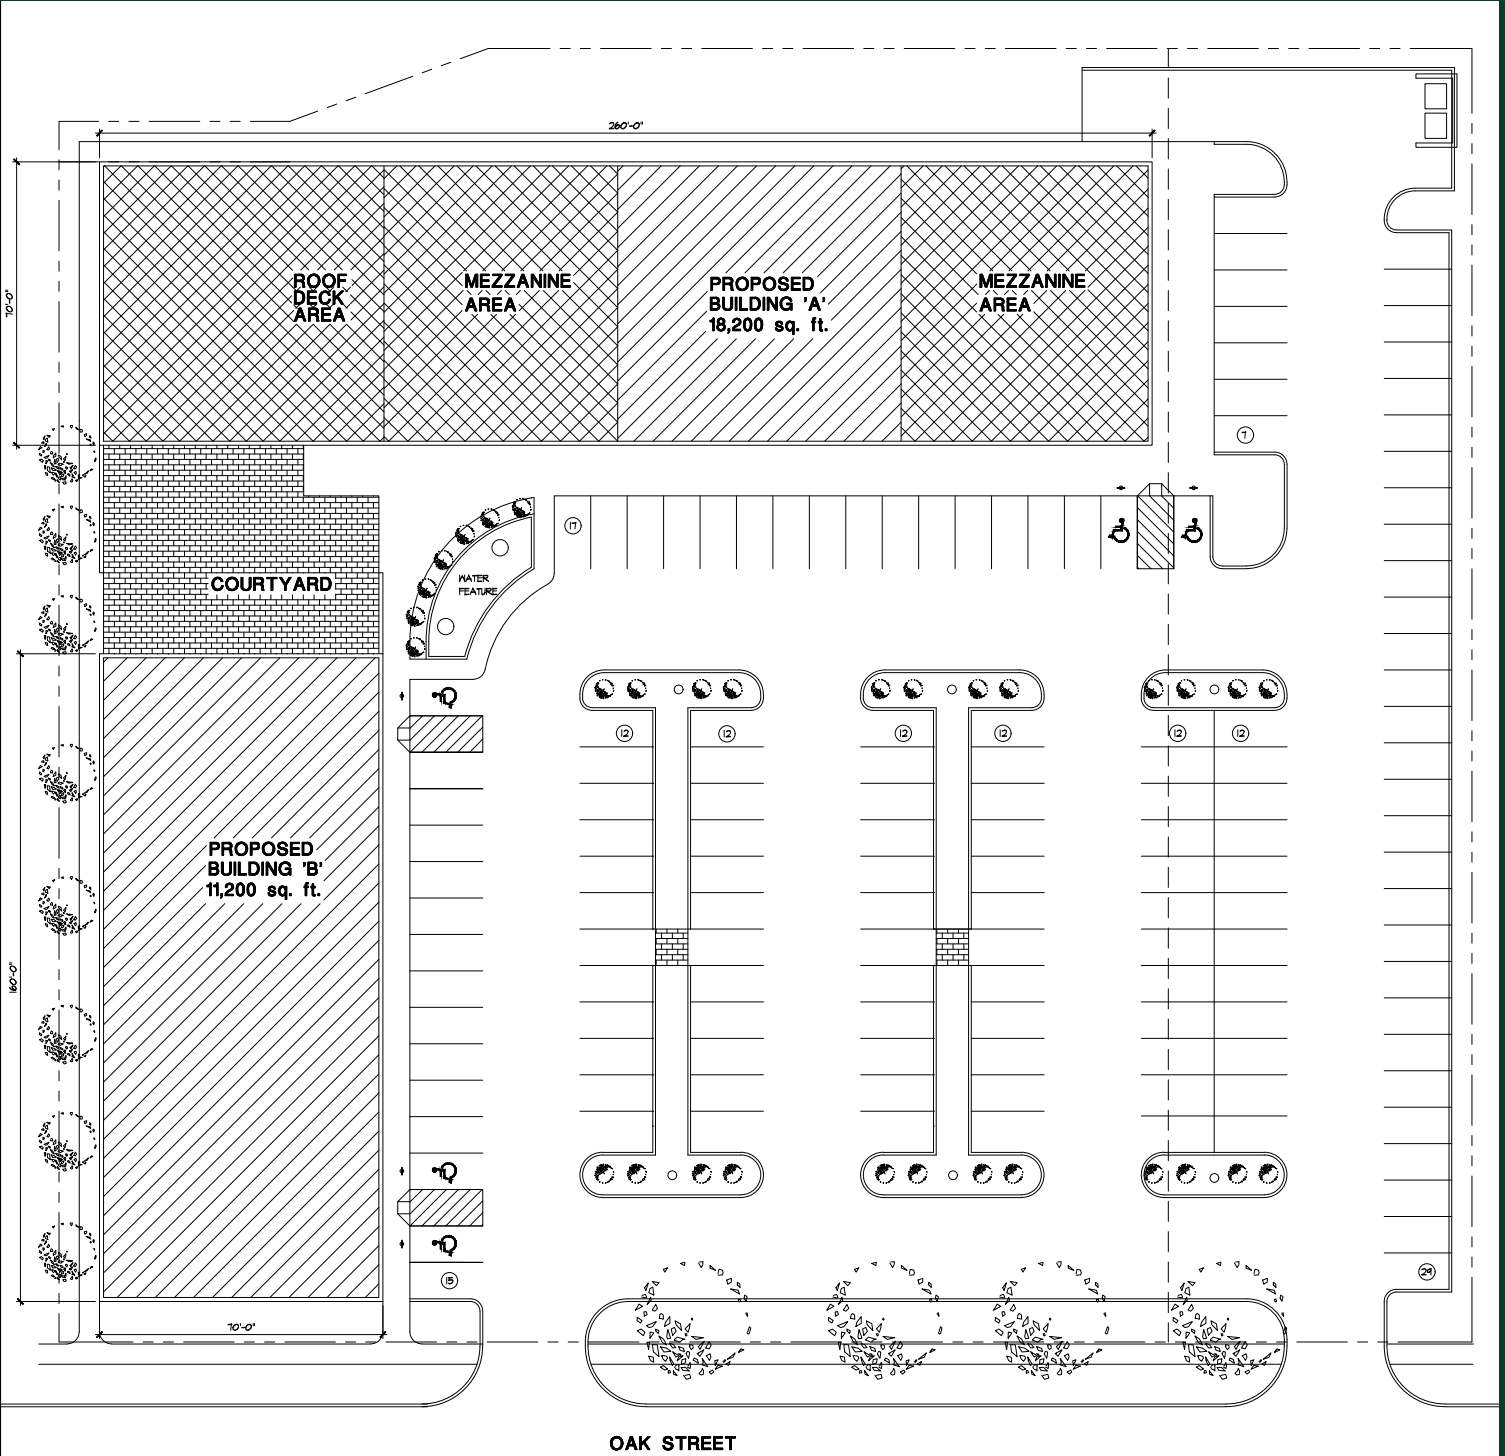 260'-0"
70'-0"
ROOF
DECK
AREA
MEZZANINE
AREA
PROPOSED
BUILDING 'A'
18,200 sq. ft.
MEZZANINE
AREA
7
17
COURTYARD
WATER
FEATURE
12
12
12
12
12
12
PROPOSED
BUILDING 'B'
11,200 sq. ft.
160'-0"
15
29
70'-0"
OAK STREET